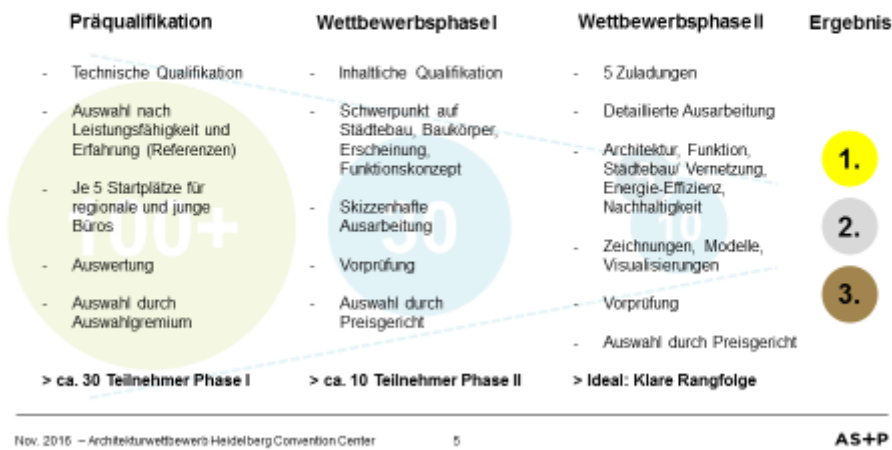 Präqualifikation
- Technische Qualifikation
- Auswahl nach
Leistungsfähigkeit und
Erfahrung (Referenzen)
- Je 5 Startplätze für
regionale und junge
Büros
- Auswertung
- Auswahl durch
Auswahlgremium
> ca. 30 Teilnehmer Phase I
100+
Wettbewerbsphase I
- Inhaltliche Qualifikation
- Schwerpunkt auf
Städtebau, Baukörper,
Erscheinung,
Funktionskonzept
- Skizzenhafte
Ausarbeitung
- Vorprüfung
- Auswahl durch
Preisgericht
> ca. 10 Teilnehmer Phase II
30
Wettbewerbsphase II
- 5 Zuladungen
- Detaillierte Ausarbeitung
- Architektur, Funktion,
Städtebau/ Vernetzung,
Energie-Effizienz,
Nachhaltigkeit
- Zeichnungen, Modelle,
Visualisierungen
- Vorprüfung
- Auswahl durch Preisgericht
> Ideal: Klare Rangfolge
10
Ergebnis
1.
2.
3.
Nov. 2016 – Architekturwettbewerb Heidelberg Convention Center
5
AS+P